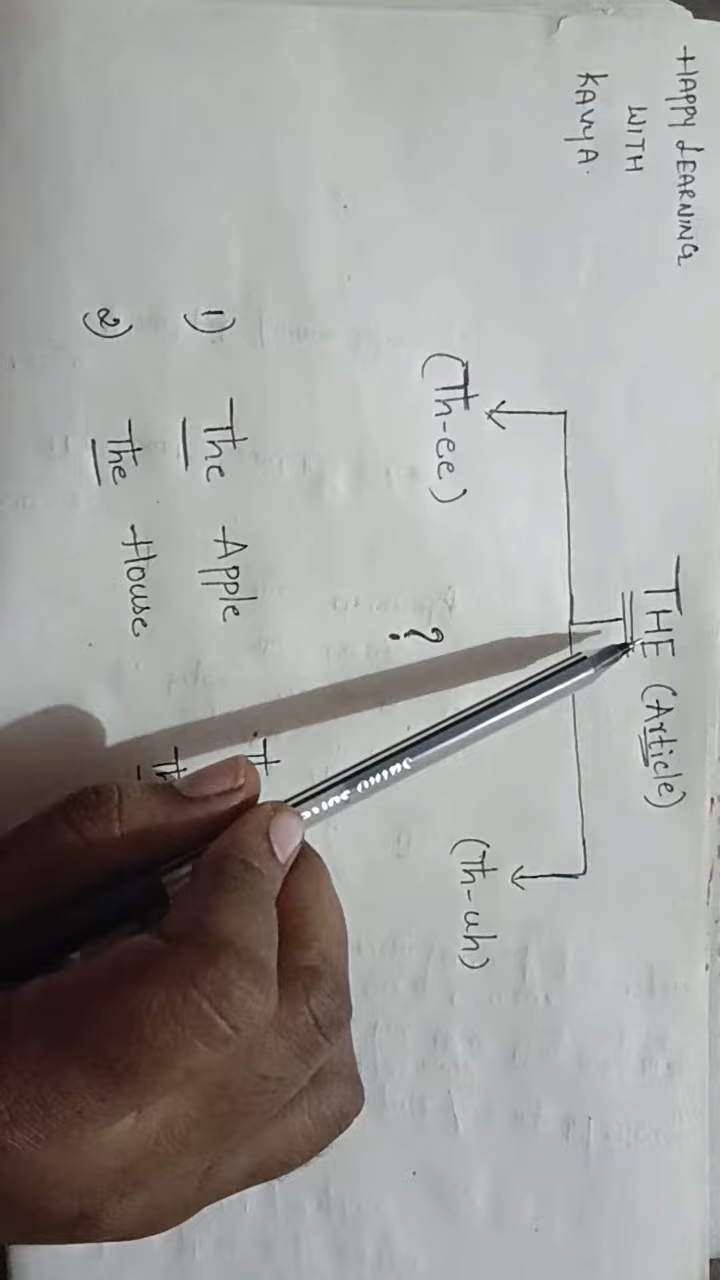 HAPPY LEARNING
WITH
KAVYA.
THE (Article)
(Th-ee)
?
(Th-uh)
1) The Apple
2) The House